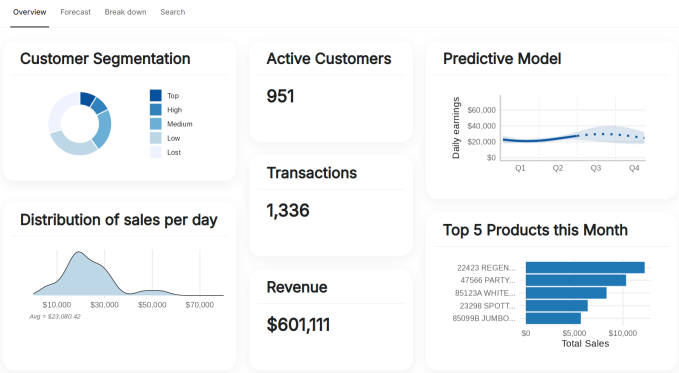 Overview Forecast Break down Search
Customer Segmentation
Top
High
Medium
Low
Lost
Distribution of sales per day
$10,000 $30,000 $50,000 $70,000
Avg = $23,080.42
Active Customers
951
Transactions
1,336
Revenue
$601,111
Predictive Model
Daily earnings
$60,000
$40,000
$20,000
$0
Q1 Q2 Q3 Q4
Top 5 Products this Month
22423 REGEN...
47566 PARTY...
85123A WHITE...
23298 SPOTT...
85099B JUMBO...
$0 $5,000 $10,000
Total Sales